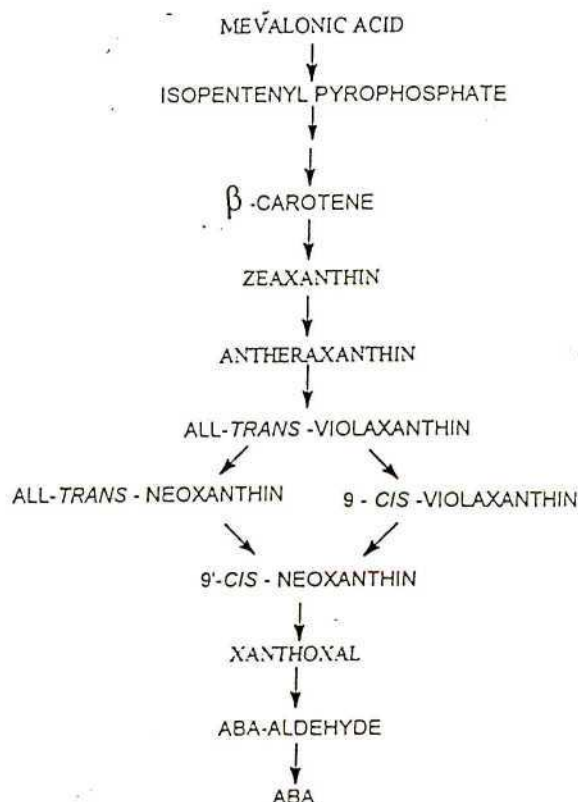 MEVALONIC ACID
ISOPENTENYL PYROPHOSPHATE
β -CAROTENE
ZEAXANTHIN
ANTHERAXANTHIN
ALL-TRANS -VIOLAXANTHIN
ALL-TRANS - NEOXANTHIN
9 - CIS -VIOLAXANTHIN
9'-CIS - NEOXANTHIN
XANTHOXAL
ABA-ALDEHYDE
ABA